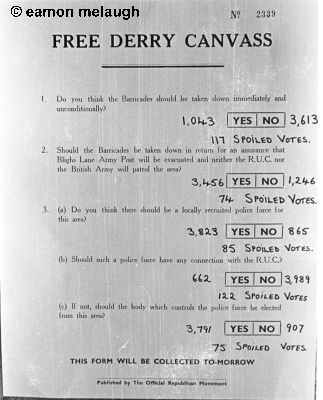 © eamon melaugh
Nº 2339
FREE DERRY CANVASS
1. Do you think the Barricades should be taken down immediately and
unconditionally?
1,043 YES NO 3,613
117 SPOILED VOTES.
2. Should the Barricades be taken down in return for an assurance that
Blighs Lane Army Post will be evacuated and neither the R.U.C. nor
the British Army will patrol the area?
3,456 YES NO 1,246
74 SPOILED VOTES.
3. (a) Do you think there should be a locally recruited police force for
this area?
3,823 YES NO 865
85 SPOILED VOTES.
(b) Should such a police force have any connection with the R.U.C.?
662 YES NO 3,989
122 SPOILED VOTES
(c) If not, should the body which controls the police force be elected
from this area?
3,791 YES NO 907
75 SPOILED VOTES.
THIS FORM WILL BE COLLECTED TO-MORROW
Published by The Official Republican Movement